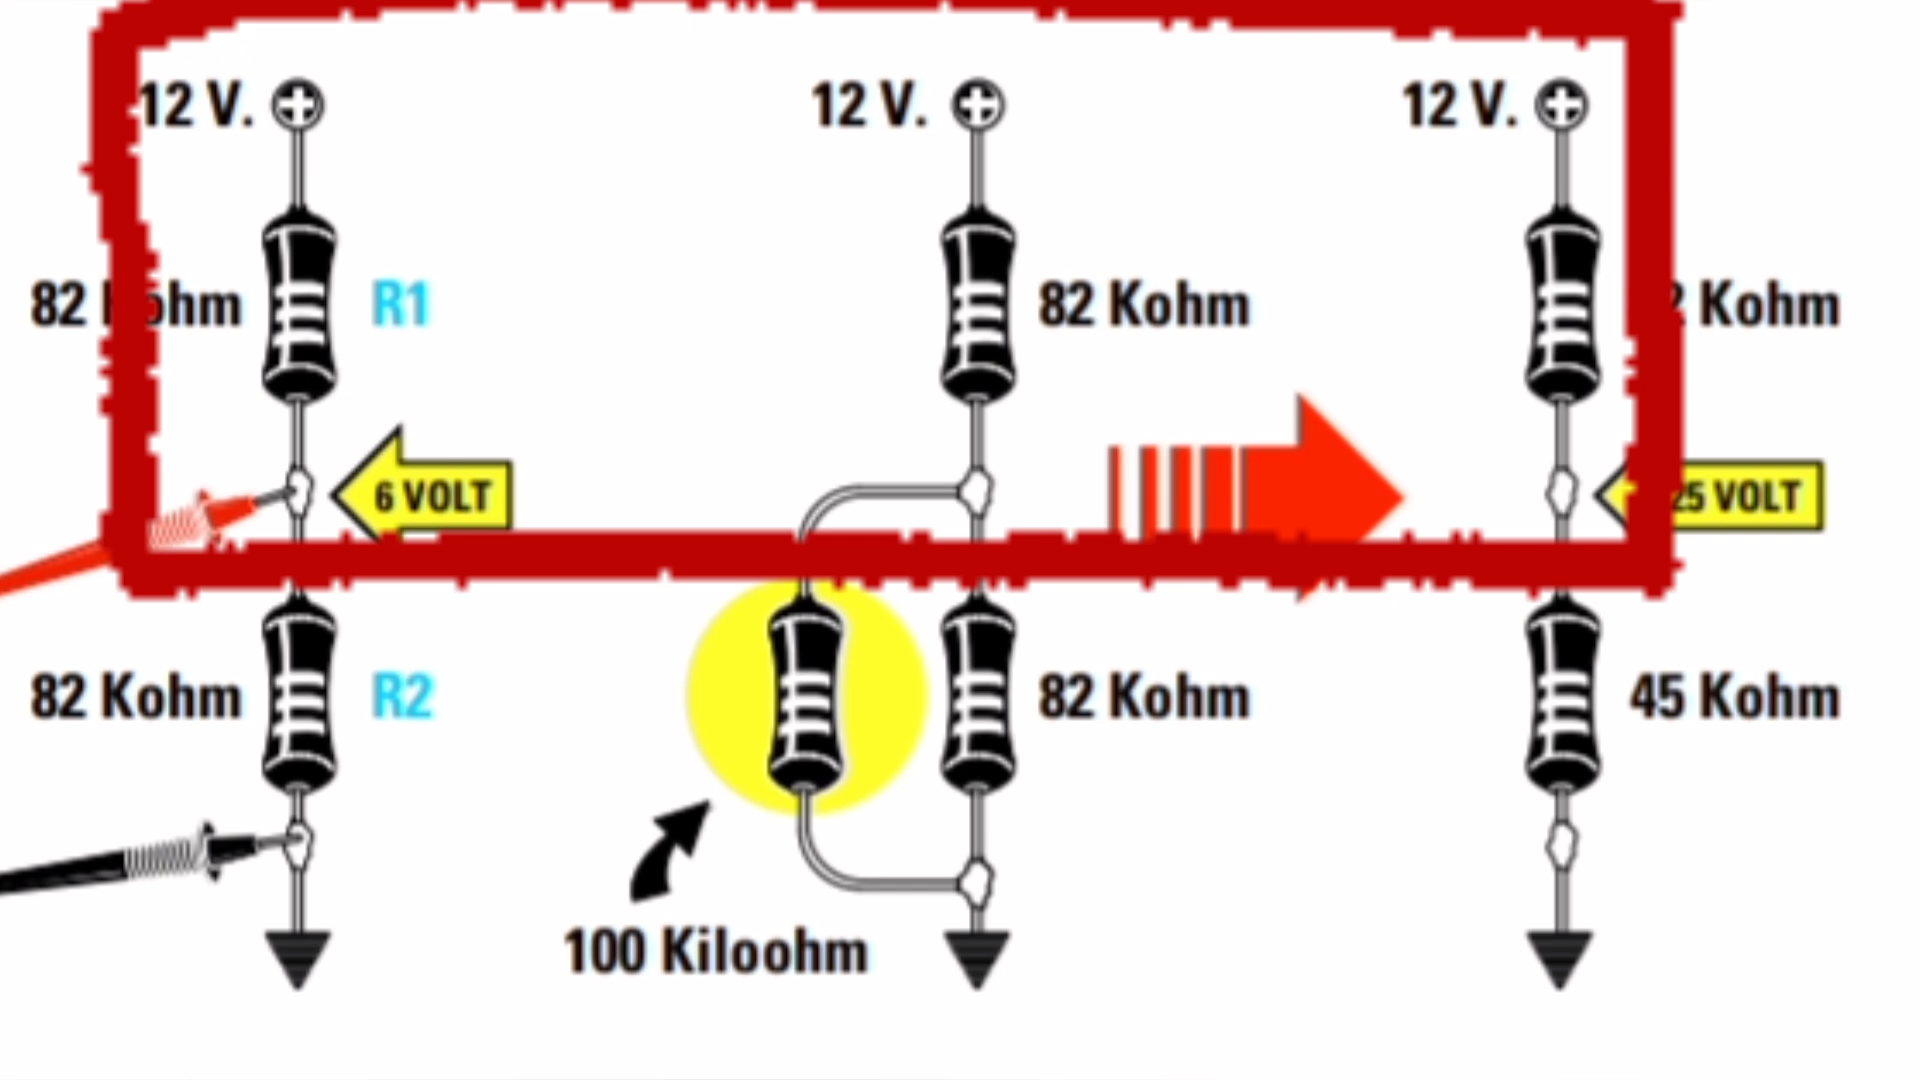 12 V.
12 V.
12 V.
82 Kohm
R1
82 Kohm
Kohm
6 VOLT
25 VOLT
82 Kohm
R2
82 Kohm
45 Kohm
100 Kiloohm